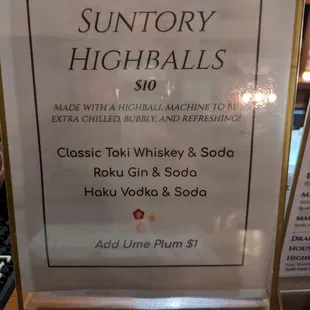 SUNTORY
HIGHBALLS
$10
MADE WITH A HIGHBALL MACHINE TO BE
EXTRA CHILLED, BUBBLY, AND REFRESHING!
Classic Toki Whiskey & Soda
Roku Gin & Soda
Haku Vodka & Soda
Add Ume Plum $1